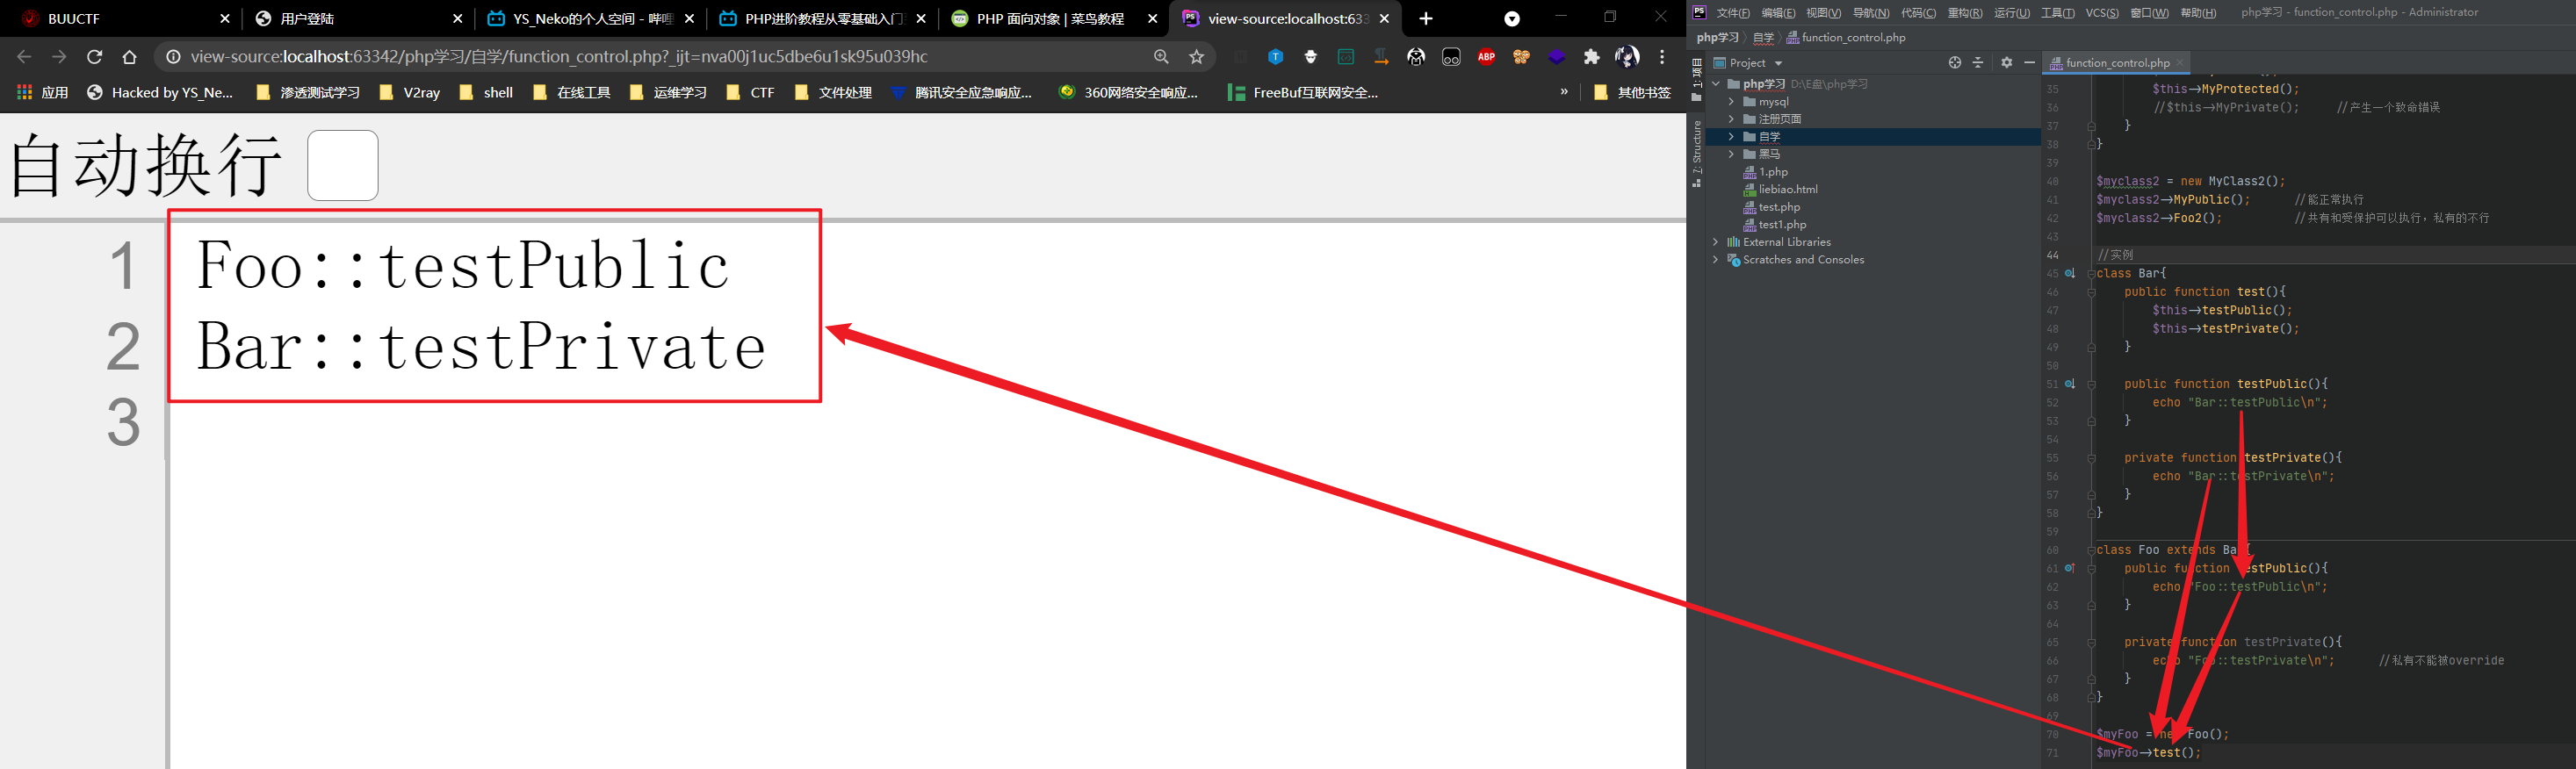 BUUCTF
用户登陆
YS_Neko的个人空间 - 哔哩
PHP进阶教程从零基础入门
PHP 面向对象 | 菜鸟教程
view-source:localhost:633
view-source:localhost:63342/php学习/自学/function_control.php?_ijt=nva00j1uc5dbe6u1sk95u039hc
应用
Hacked by YS_Ne...
渗透测试学习
V2ray
shell
在线工具
运维学习
CTF
文件处理
腾讯安全应急响应...
360网络安全响应...
FreeBuf互联网安全...
»
其他书签
自动换行
1 Foo::testPublic
2 Bar::testPrivate
3
PS 文件(F) 编辑(E) 视图(V) 导航(N) 代码(C) 重构(R) 运行(U) 工具(T) VCS(S) 窗口(W) 帮助(H) php学习 - function_control.php - Administrator
php学习 自学 function_control.php
Project
function_control.php
1: 项目
7: Structure
php学习 D:\E盘\php学习
mysql
注册页面
自学
黑马
1.php
liebiao.html
test.php
test1.php
External Libraries
Scratches and Consoles
35 $this->MyProtected();
36 //$this->MyPrivate(); //产生一个致命错误
37 }
38 }
39
40 $myclass2 = new MyClass2();
41 $myclass2->MyPublic(); //能正常执行
42 $myclass2->Foo2(); //共有和受保护可以执行，私有的不行
43
44 //实例
45 class Bar{
46 public function test(){
47 $this->testPublic();
48 $this->testPrivate();
49 }
50
51 public function testPublic(){
52 echo "Bar::testPublic\n";
53 }
54
55 private function testPrivate(){
56 echo "Bar::testPrivate\n";
57 }
58 }
59
60 class Foo extends Bar{
61 public function testPublic(){
62 echo "Foo::testPublic\n";
63 }
64
65 private function testPrivate(){
66 echo "Foo::testPrivate\n"; //私有不能被override
67 }
68 }
69
70 $myFoo = new Foo();
71 $myFoo->test();